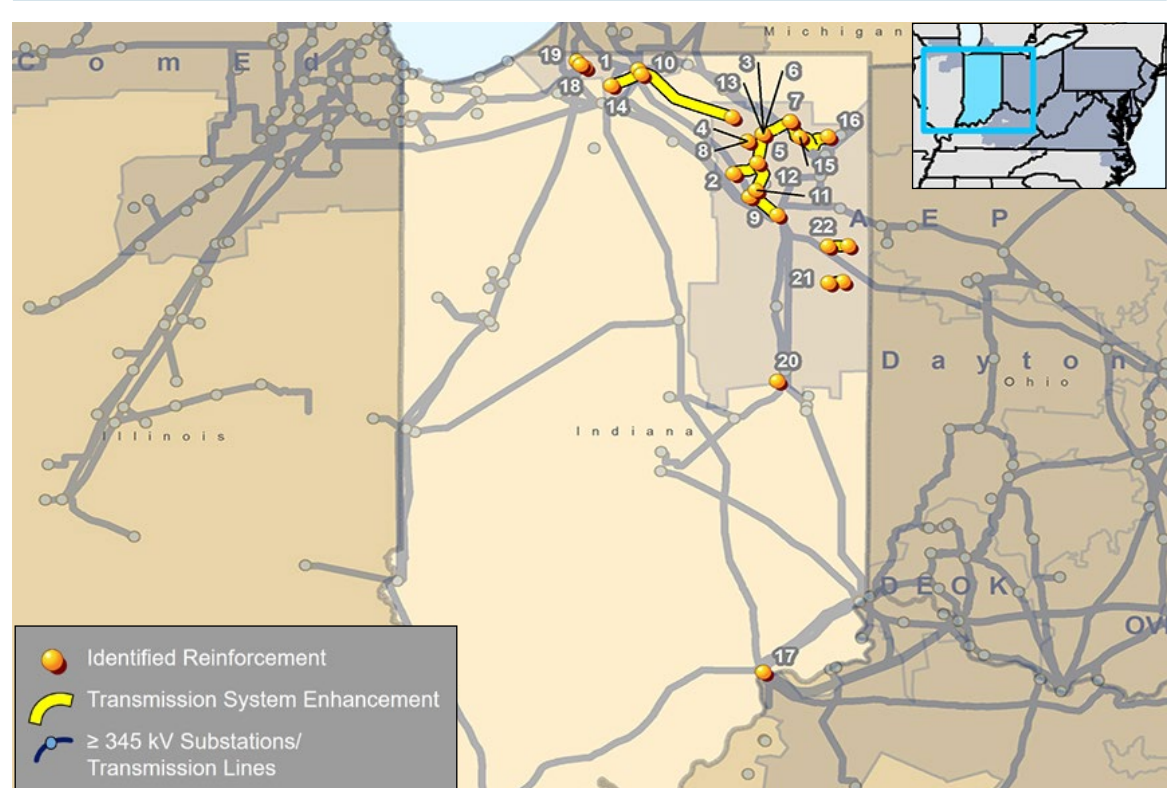 Michigan
ComEd
19
1
10
3
6
18
13
7
14
4
16
8
5
2
12
15
11
9
AEP
22
21
20
Dayton
Ohio
Illinois
Indiana
DEOK
OV
17
Identified Reinforcement
Transmission System Enhancement
≥ 345 kV Substations/
Transmission Lines